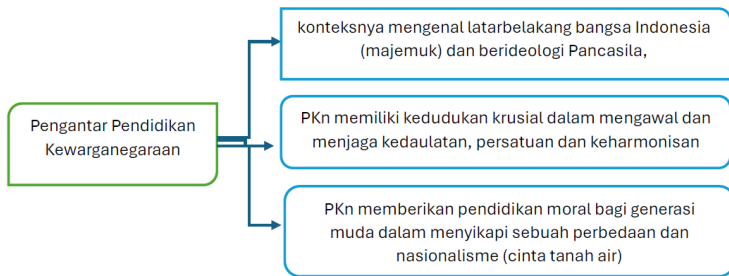 konteksnya mengenal latarbelakang bangsa Indonesia
(majemuk) dan berideologi Pancasila,
Pengantar Pendidikan
Kewarganegaraan
PKn memiliki kedudukan krusial dalam mengawal dan
menjaga kedaulatan, persatuan dan keharmonisan
PKn memberikan pendidikan moral bagi generasi
muda dalam menyikapi sebuah perbedaan dan
nasionalisme (cinta tanah air)